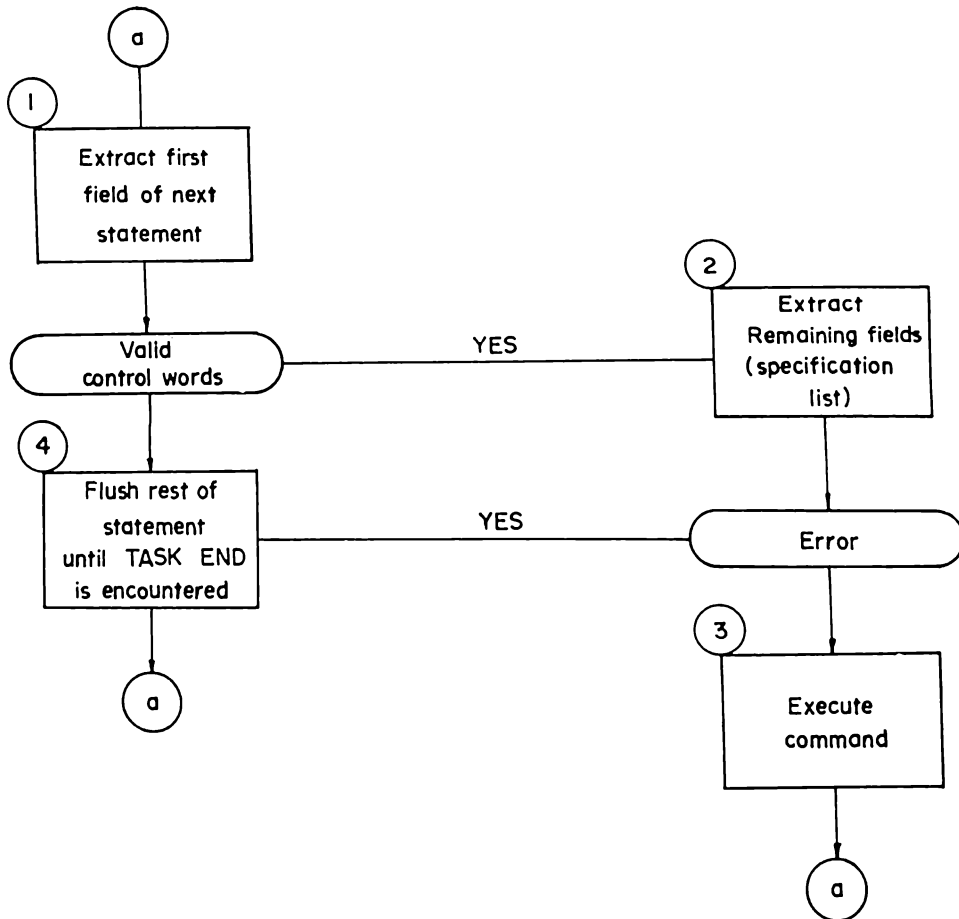 a
1
Extract first
field of next
statement
2
Extract
Remaining fields
(specification
list)
Valid
control words
YES
4
Flush rest of
statement
until TASK END
is encountered
YES
Error
3
Execute
command
a
a